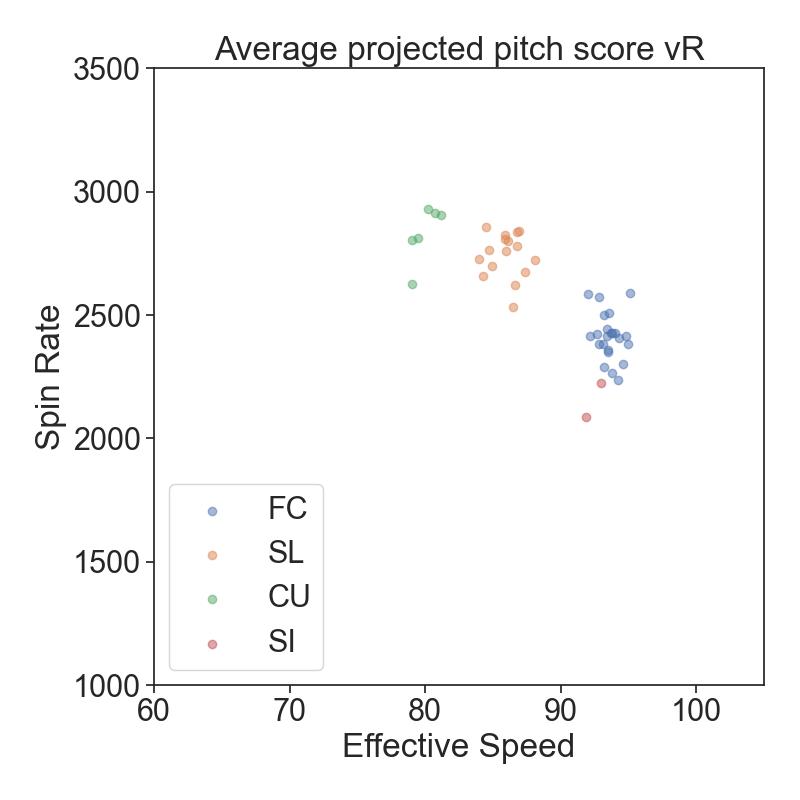 Average projected pitch score vR
3500
3000
2500
2000
1500
1000
Spin Rate
FC
SL
CU
SI
60 70 80 90 100
Effective Speed